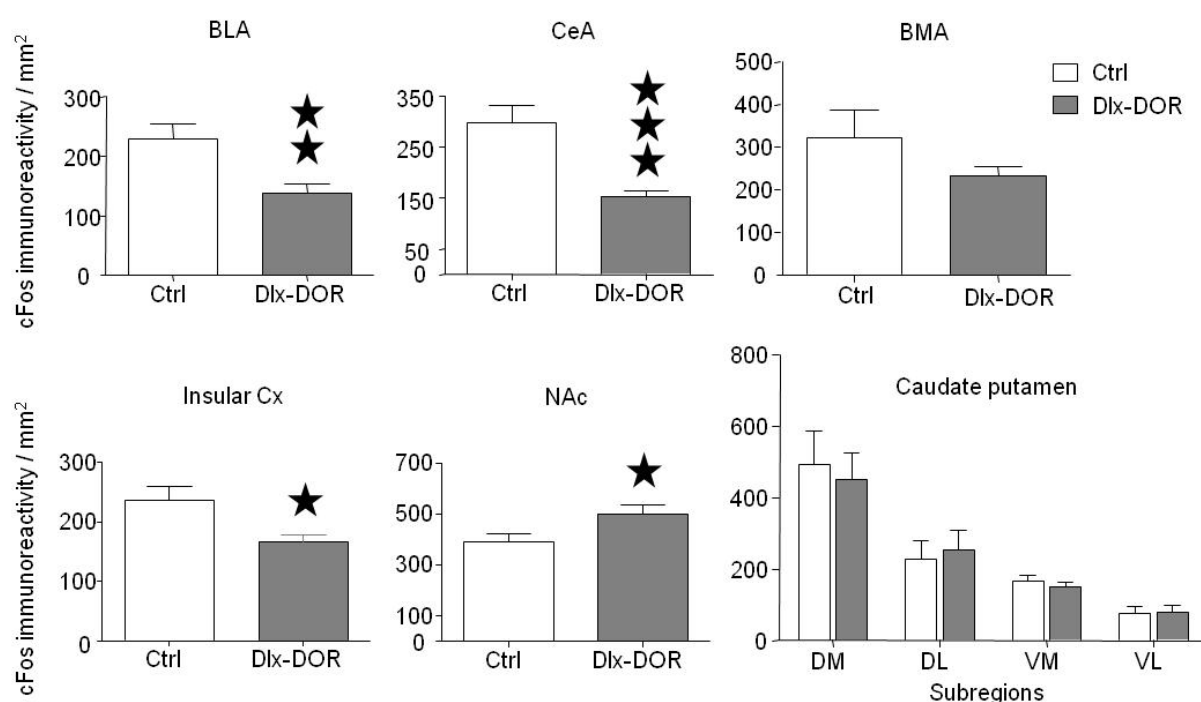 BLA
CeA
BMA
cFos immunoreactivity / mm2
300
200
100
0
Ctrl
Dlx-DOR
350
250
150
50
0
Ctrl
Dlx-DOR
500
400
300
200
100
0
Ctrl
Dlx-DOR
Ctrl
Dlx-DOR
Insular Cx
NAc
Caudate putamen
cFos immunoreactivity / mm2
300
200
100
0
Ctrl
Dlx-DOR
700
500
300
100
0
Ctrl
Dlx-DOR
800
600
400
200
0
DM
DL
VM
VL
Subregions